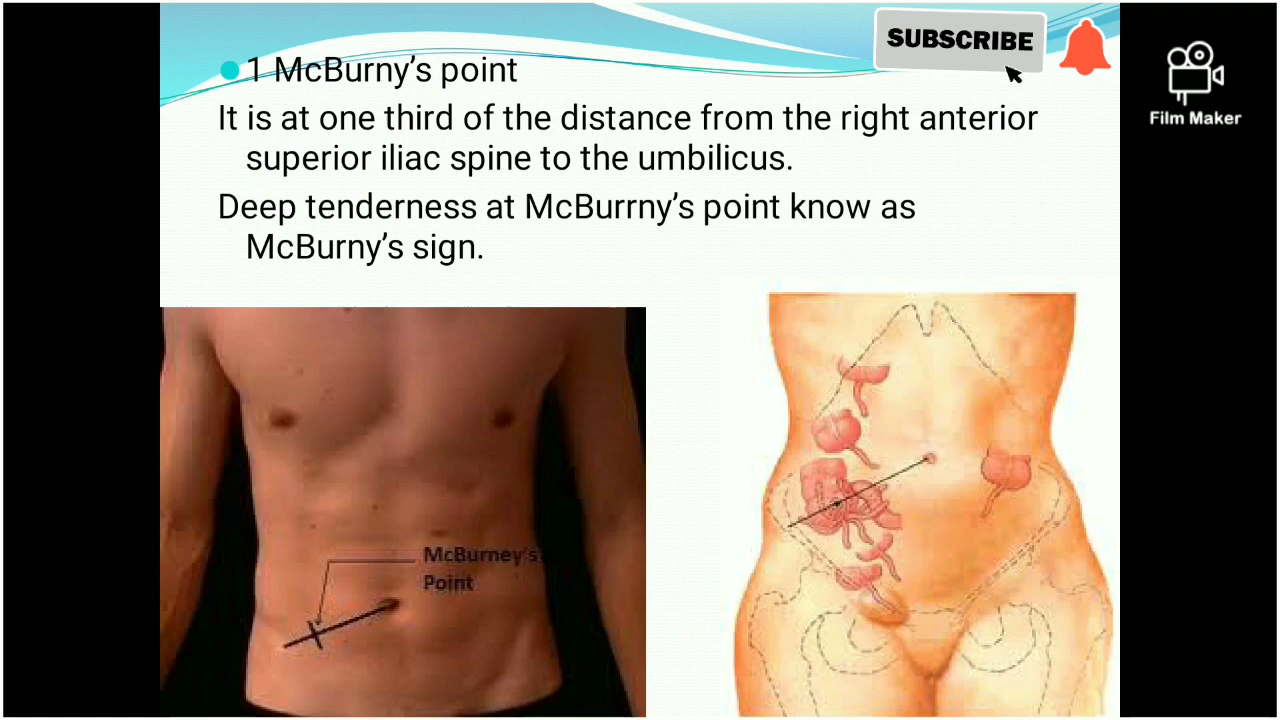 SUBSCRIBE
1 McBurny's point
It is at one third of the distance from the right anterior
superior iliac spine to the umbilicus.
Deep tenderness at McBurrny's point know as
McBurny's sign.
Film Maker
McBurney's
Point